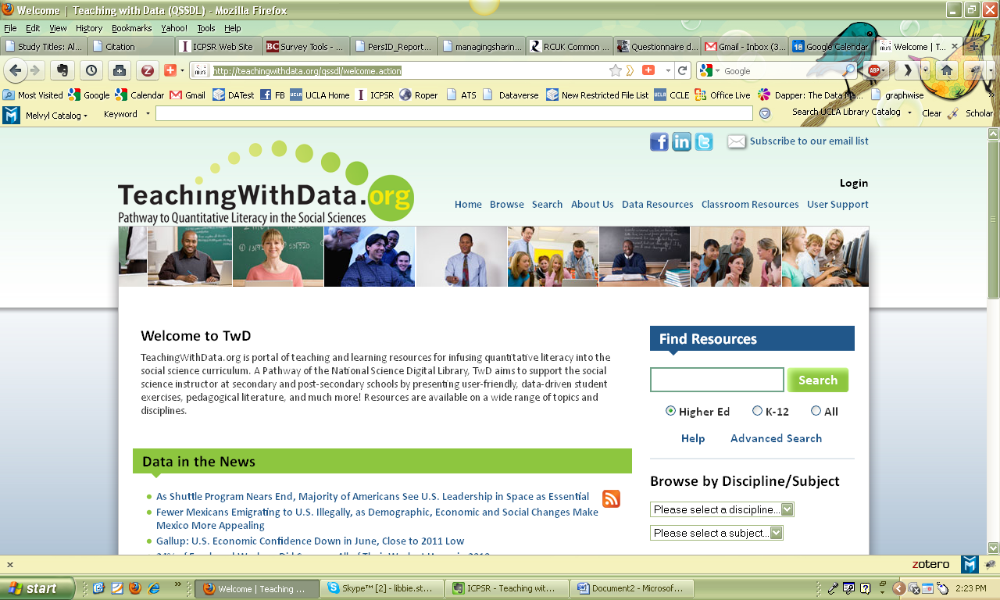 Welcome | Teaching with Data (QSSDL) - Mozilla Firefox
File Edit View History Bookmarks Yahoo! Tools Help
Study Titles: Al... Citation ICPSR Web Site BC Survey Tools - ... PersID_Report... managingsharin... RCUK Common ... Questionnaire d... Gmail - Inbox (3... 18 Google Calendar Welcome | T...
http://teachingwithdata.org/qssdl/welcome.action Google ABP
Most Visited Google Calendar Gmail DATest FB UCLA Home ICPSR Roper ATS Dataverse New Restricted File List UCLA CCLE Office Live Dapper: The Data Ma... graphwise
Melvyl Catalog Keyword Search UCLA Library Catalog Clear Scholar
Subscribe to our email list
TeachingWithData.org
Pathway to Quantitative Literacy in the Social Sciences
Login
Home Browse Search About Us Data Resources Classroom Resources User Support
Welcome to TwD
TeachingWithData.org is portal of teaching and learning resources for infusing quantitative literacy into the
social science curriculum. A Pathway of the National Science Digital Library, TwD aims to support the social
science instructor at secondary and post-secondary schools by presenting user-friendly, data-driven student
exercises, pedagogical literature, and much more! Resources are available on a wide range of topics and
disciplines.
Find Resources
Search
Higher Ed K-12 All
Help Advanced Search
Data in the News
As Shuttle Program Nears End, Majority of Americans See U.S. Leadership in Space as Essential
Fewer Mexicans Emigrating to U.S. Illegally, as Demographic, Economic and Social Changes Make
Mexico More Appealing
Gallup: U.S. Economic Confidence Down in June, Close to 2011 Low
Browse by Discipline/Subject
Please select a discipline...
Please select a subject...
x zotero
start Welcome | Teaching ... Skype™ [2] - libbie.st... ICPSR - Teaching wit... Document2 - Microsof... 2:23 PM